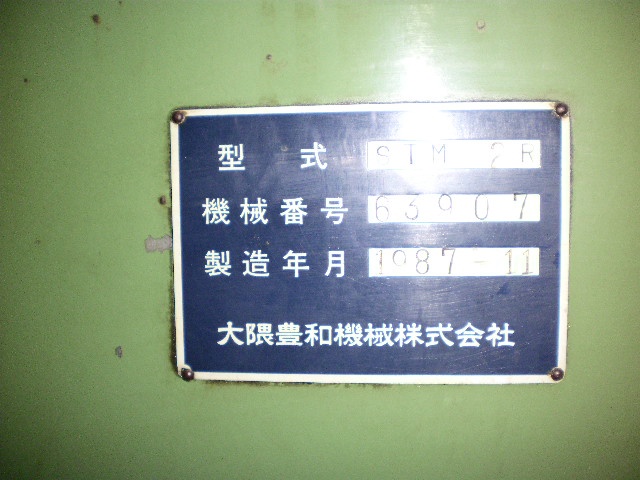 型 式 STM 2R
機械番号 63907
製造年月 1987-11
大隈豊和機械株式会社